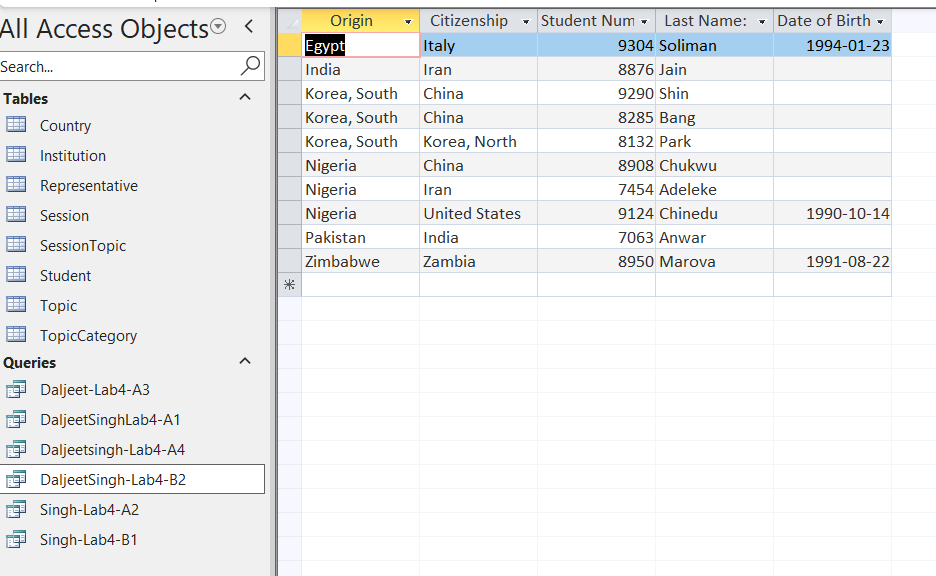 All Access Objects
Search...
Tables
Country
Institution
Representative
Session
SessionTopic
Student
Topic
TopicCategory
Queries
Daljeet-Lab4-A3
DaljeetSinghLab4-A1
Daljeetsingh-Lab4-A4
DaljeetSingh-Lab4-B2
Singh-Lab4-A2
Singh-Lab4-B1
Origin Citizenship Student Num Last Name: Date of Birth
Egypt Italy 9304 Soliman 1994-01-23
India Iran 8876 Jain
Korea, South China 9290 Shin
Korea, South China 8285 Bang
Korea, South Korea, North 8132 Park
Nigeria China 8908 Chukwu
Nigeria Iran 7454 Adeleke
Nigeria United States 9124 Chinedu 1990-10-14
Pakistan India 7063 Anwar
Zimbabwe Zambia 8950 Marova 1991-08-22